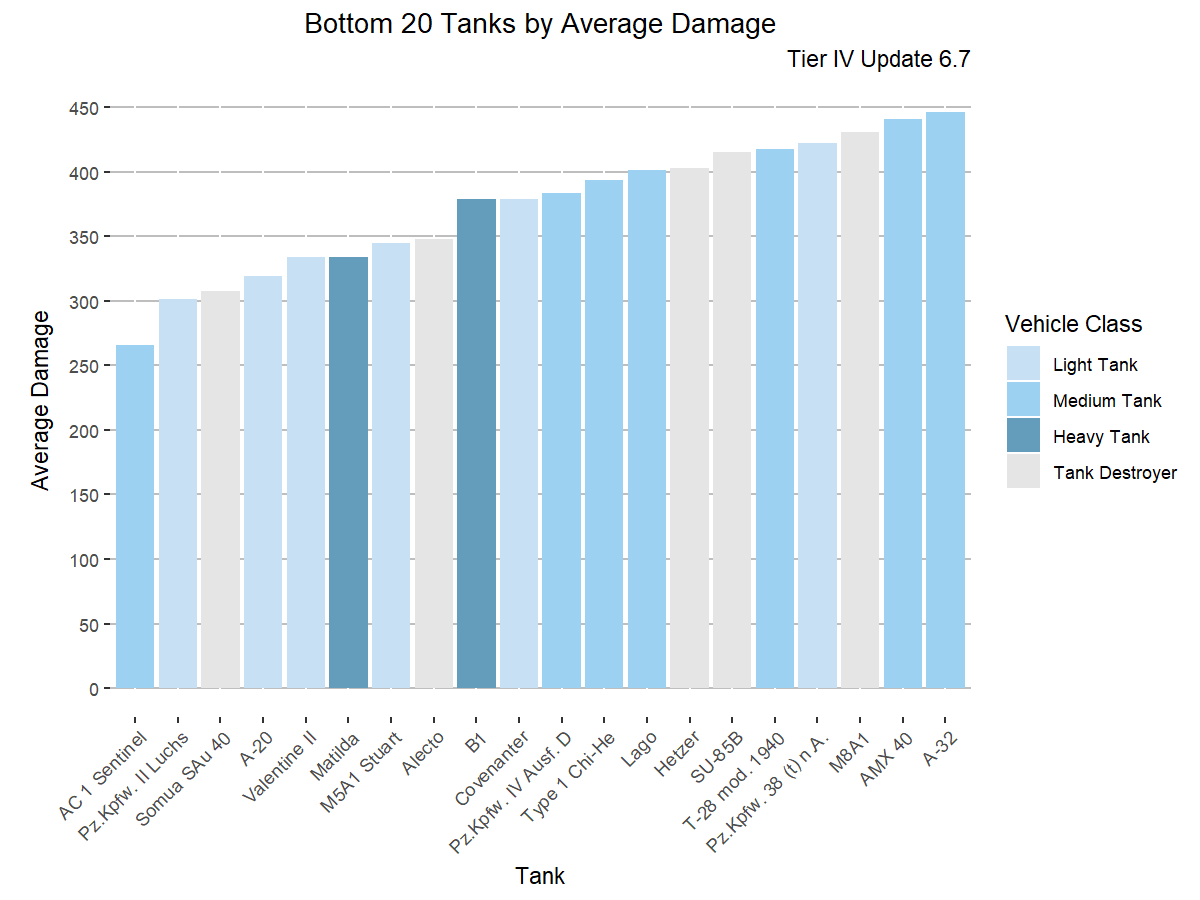 Bottom 20 Tanks by Average Damage
Tier IV Update 6.7
Average Damage
450
400
350
300
250
200
150
100
50
0
AC 1 Sentinel
Pz.Kpfw. II Luchs
Somua SAu 40
A-20
Valentine II
Matilda
M5A1 Stuart
Alecto
B1
Covenanter
Pz.Kpfw. IV Ausf. D
Type 1 Chi-He
Lago
Hetzer
SU-85B
T-28 mod. 1940
Pz.Kpfw. 38 (t) n.A.
M8A1
AMX 40
A-32
Tank
Vehicle Class
Light Tank
Medium Tank
Heavy Tank
Tank Destroyer